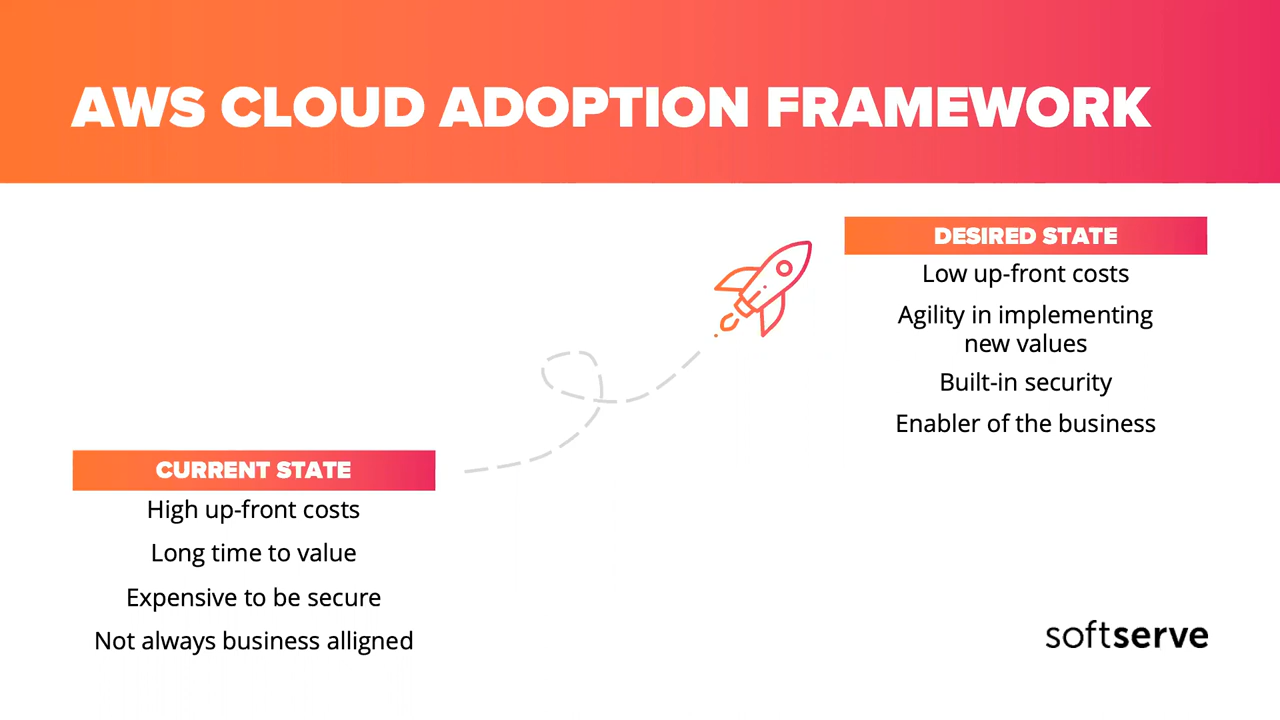 AWS CLOUD ADOPTION FRAMEWORK
DESIRED STATE
Low up-front costs
Agility in implementing
new values
Built-in security
Enabler of the business
CURRENT STATE
High up-front costs
Long time to value
Expensive to be secure
Not always business alligned
softserve